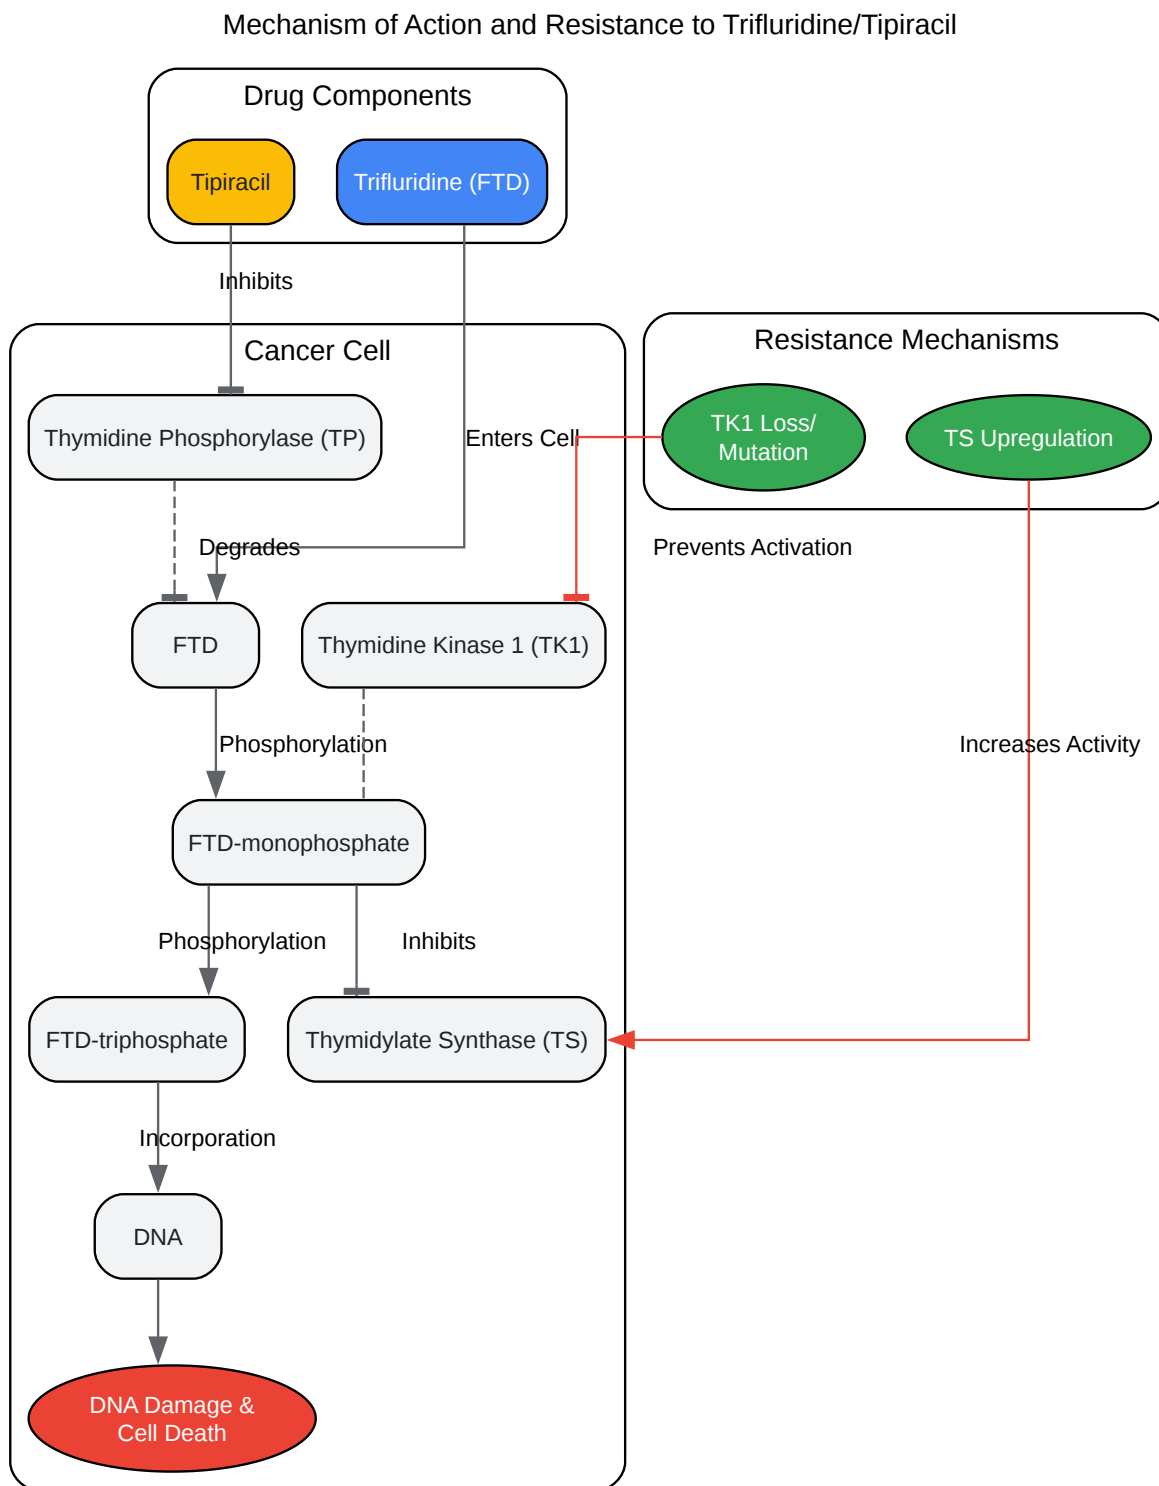 Mechanism of Action and Resistance to Trifluridine/Tipiracil
Drug Components
Tipiracil
Trifluridine (FTD)
Inhibits
Cancer Cell
Resistance Mechanisms
Thymidine Phosphorylase (TP)
Enters Cell
TK1 Loss/
Mutation
TS Upregulation
Degrades
Prevents Activation
FTD
Thymidine Kinase 1 (TK1)
Phosphorylation
Increases Activity
FTD-monophosphate
Phosphorylation
Inhibits
FTD-triphosphate
Thymidylate Synthase (TS)
Incorporation
DNA
DNA Damage &
Cell Death